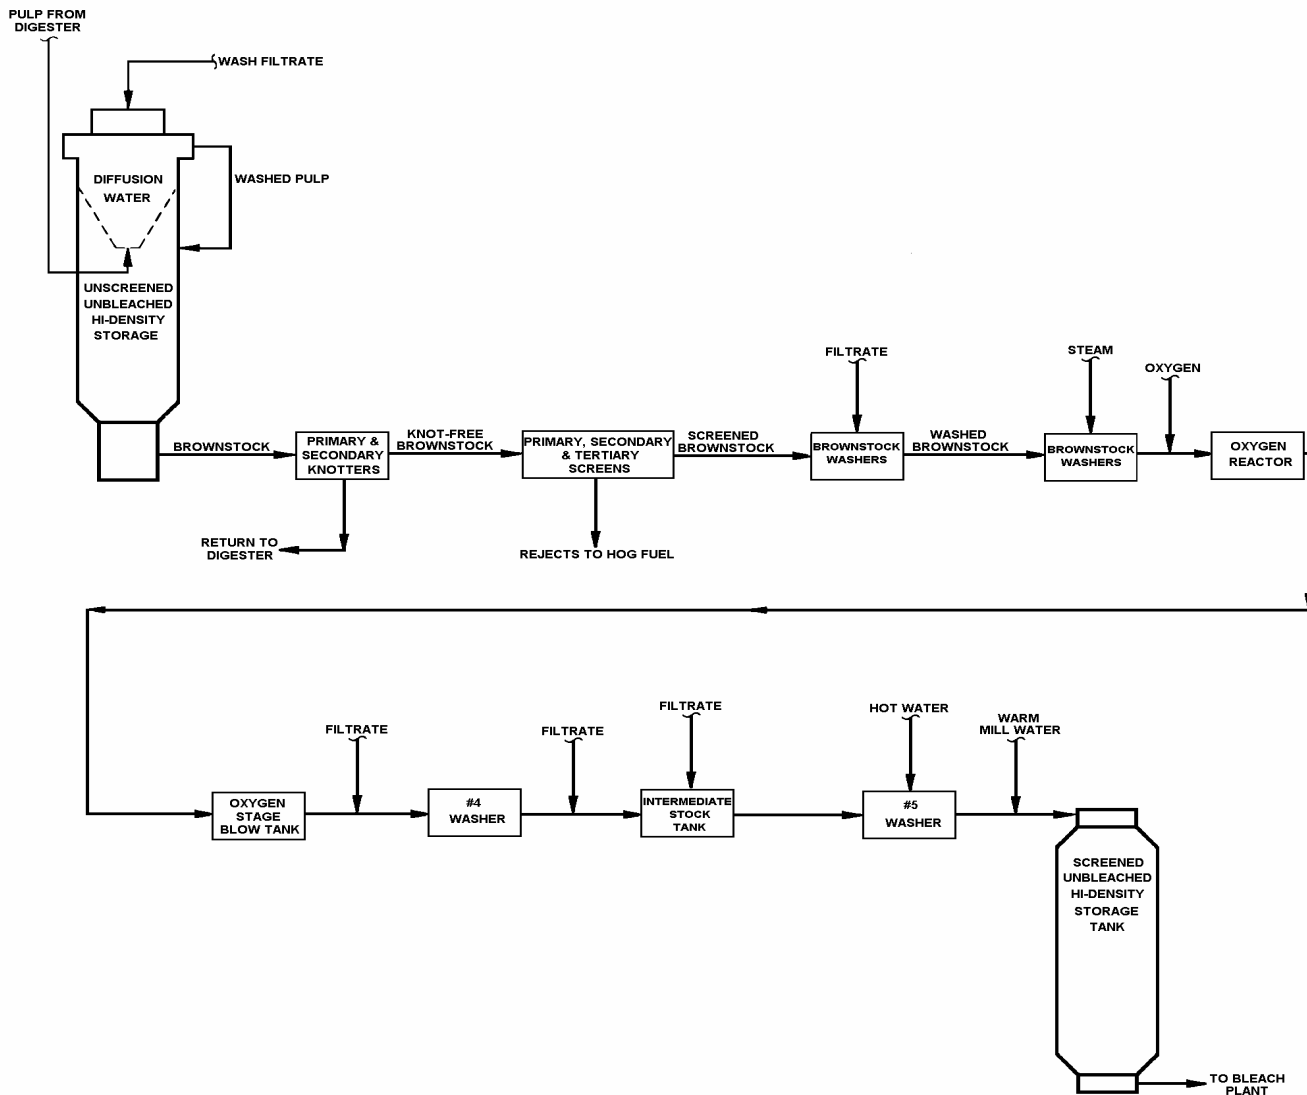 PULP FROM
DIGESTER
WASH FILTRATE
DIFFUSION
WATER
WASHED PULP
UNSCREENED
UNBLEACHED
HI-DENSITY
STORAGE
BROWNSTOCK
PRIMARY &
SECONDARY
KNOTTERS
RETURN TO
DIGESTER
KNOT-FREE
BROWNSTOCK
PRIMARY, SECONDARY
& TERTIARY
SCREENS
REJECTS TO HOG FUEL
SCREENED
BROWNSTOCK
FILTRATE
BROWNSTOCK
WASHERS
WASHED
BROWNSTOCK
STEAM
BROWNSTOCK
WASHERS
OXYGEN
OXYGEN
REACTOR
OXYGEN
STAGE
BLOW TANK
FILTRATE
#4
WASHER
FILTRATE
FILTRATE
INTERMEDIATE
STOCK
TANK
HOT WATER
#5
WASHER
WARM
MILL WATER
SCREENED
UNBLEACHED
HI-DENSITY
STORAGE
TANK
TO BLEACH
PLANT